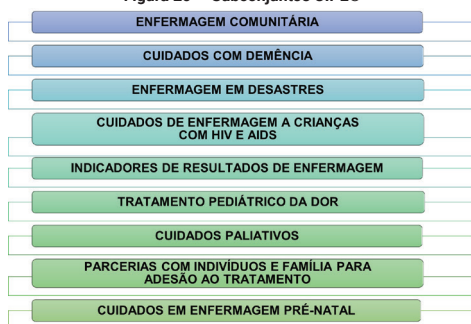 ENFERMAGEM COMUNITÁRIA
CUIDADOS COM DEMÊNCIA
ENFERMAGEM EM DESASTRES
CUIDADOS DE ENFERMAGEM A CRIANÇAS
COM HIV E AIDS
INDICADORES DE RESULTADOS DE ENFERMAGEM
TRATAMENTO PEDIÁTRICO DA DOR
CUIDADOS PALIATIVOS
PARCERIAS COM INDIVÍDUOS E FAMÍLIA PARA
ADESÃO AO TRATAMENTO
CUIDADOS EM ENFERMAGEM PRÉ-NATAL